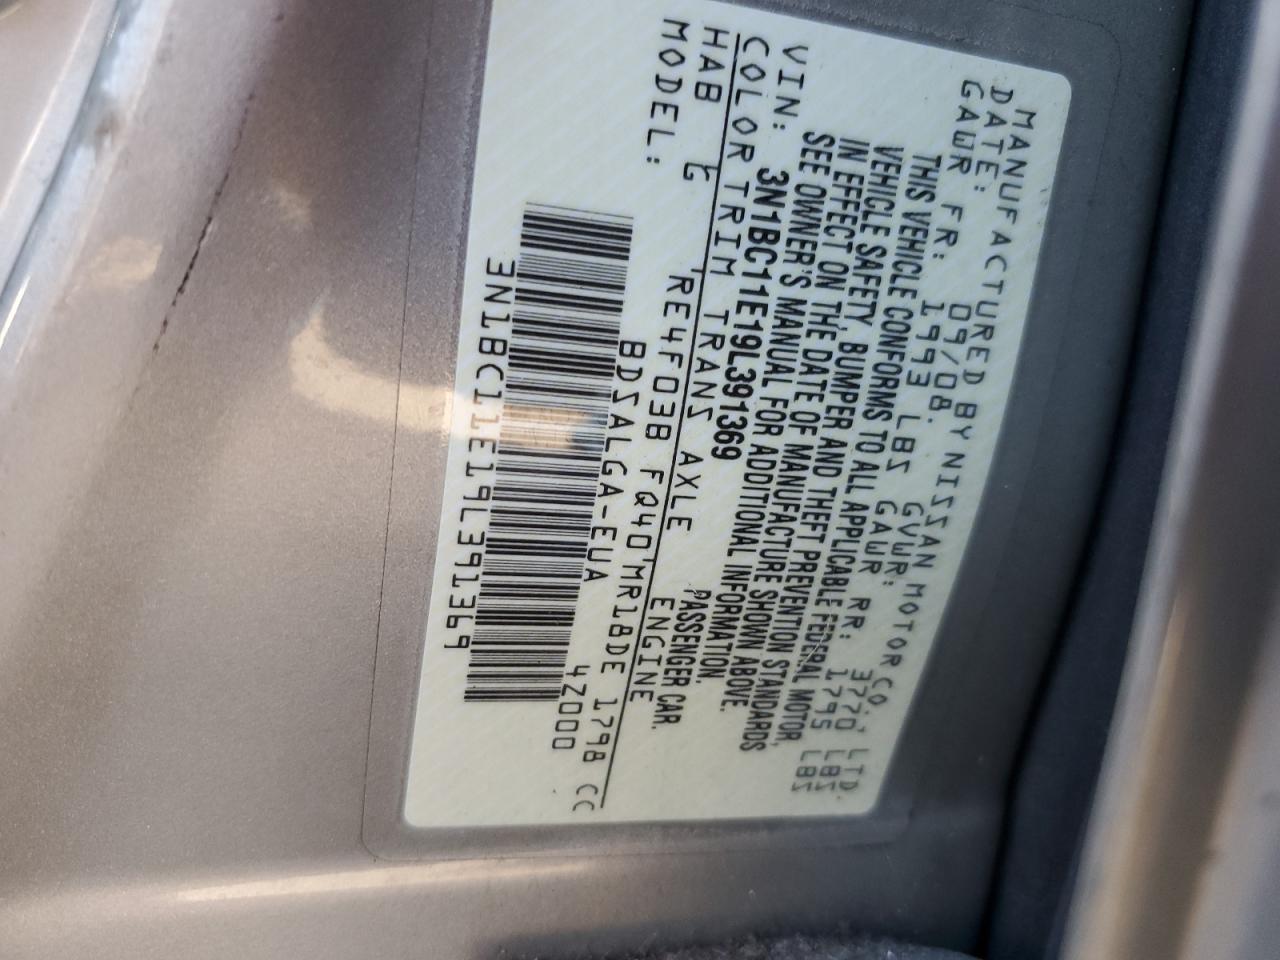 MANUFACTURED BY NISSAN MOTOR CO., LTD.
DATE: 09/08. GVWR: 3770 LBS
GAWR FR: 1993 LBS GAWR RR: 1795 LBS
THIS VEHICLE CONFORMS TO ALL APPLICABLE FEDERAL MOTOR
VEHICLE SAFETY, BUMPER AND THEFT PREVENTION STANDARDS
IN EFFECT ON THE DATE OF MANUFACTURE SHOWN ABOVE.
SEE OWNER'S MANUAL FOR ADDITIONAL INFORMATION
VIN: 3N1BC11E19L391369 PASSENGER CAR.
COLOR TRIM TRANS AXLE ENGINE
HAB G RE4F03B FQ40 MR18DE 1798 CC
MODEL: BDSALGA-EUA 4Z000
3N1BC11E19L391369